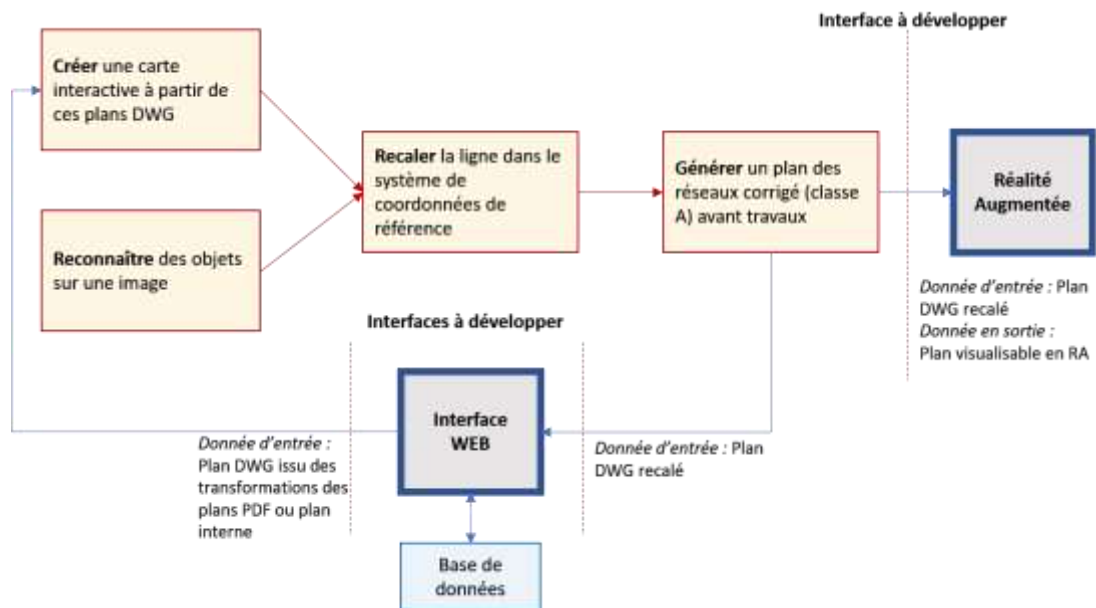 Interface à développer
Créer une carte
interactive à partir de
ces plans DWG
Recaler la ligne dans le
système de
coordonnées de
référence
Générer un plan des
réseaux corrigé (classe
A) avant travaux
Réalité
Augmentée
Reconnaître des objets
sur une image
Donnée d'entrée : Plan
DWG recalé
Donnée en sortie :
Plan visualisable en RA
Interfaces à développer
Interface
WEB
Donnée d'entrée :
Plan DWG issu des
transformations des
plans PDF ou plan
interne
Donnée d'entrée : Plan
DWG recalé
Base de
données